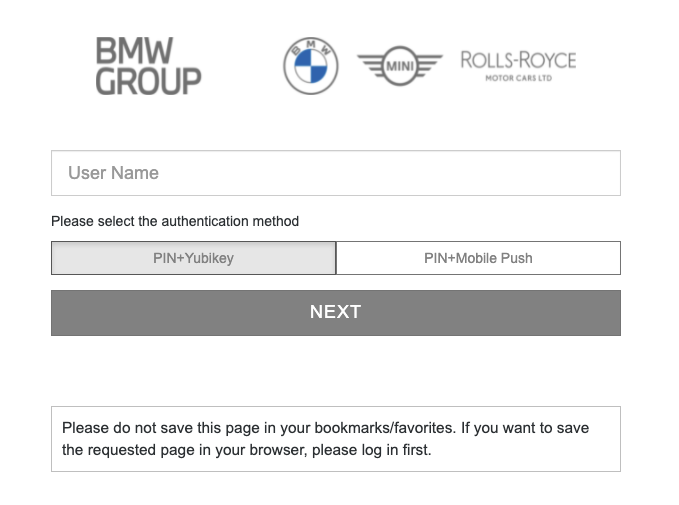 BMW
GROUP
BMW
MINI
ROLLS-ROYCE
MOTOR CARS LTD
User Name
Please select the authentication method
PIN+Yubikey
PIN+Mobile Push
NEXT
Please do not save this page in your bookmarks/favorites. If you want to save
the requested page in your browser, please log in first.